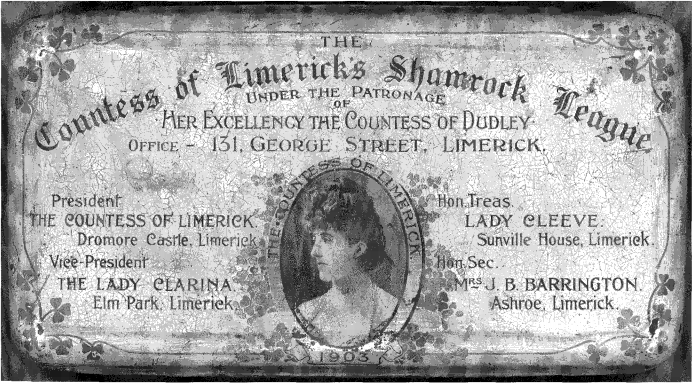 THE
Countess of Limerick's Shamrock League
UNDER THE PATRONAGE
OF
HER EXCELLENCY THE COUNTESS OF DUDLEY.
OFFICE – 131, GEORGE STREET, LIMERICK.
President
THE COUNTESS OF LIMERICK.
Dromore Castle, Limerick
Vice-President
THE LADY CLARINA.
Elm Park, Limerick.
THE COUNTESS OF LIMERICK
1903
Hon. Treas.
LADY CLEEVE.
Sunville House, Limerick.
Hon. Sec.
Mrs J. B. BARRINGTON.
Ashroe, Limerick.